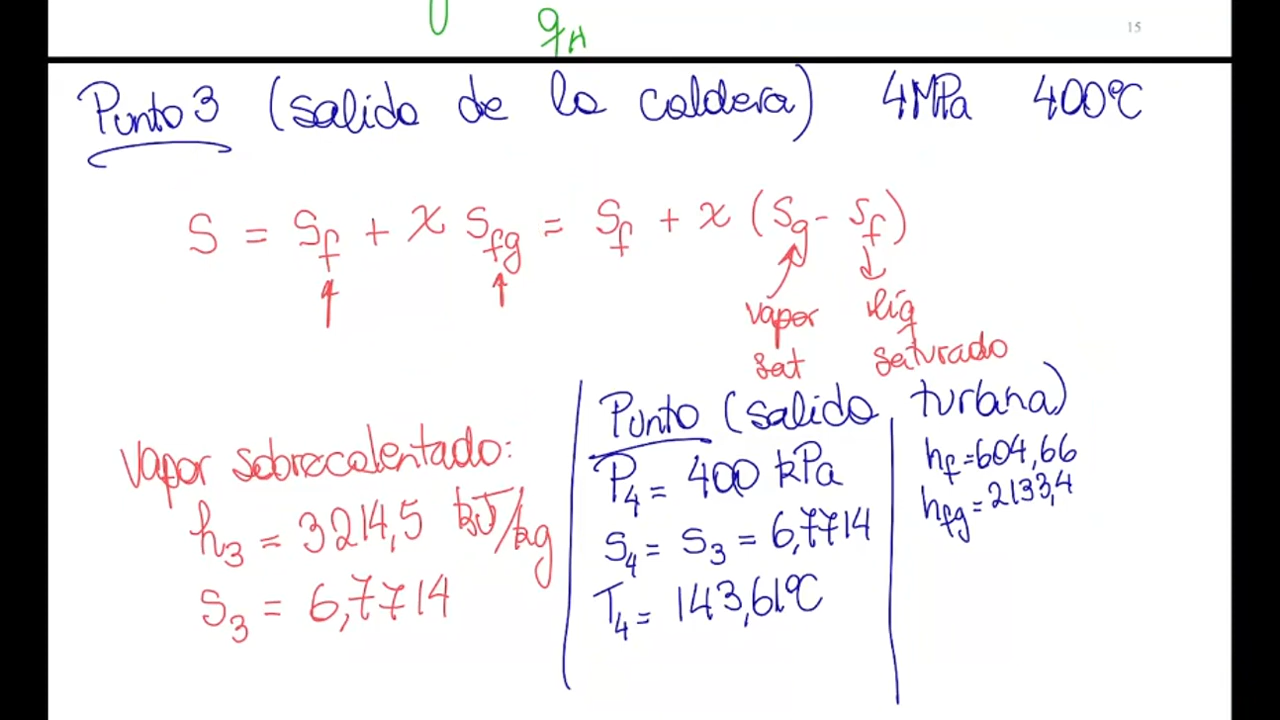 q_H
15
Punto 3 (salida de la caldera) 4MPa 400°C
S = S_f + x S_fg = S_f + x (S_g - S_f)
vapor sat
líq saturado
Vapor sobrecalentado:
h_3 = 3214,5 kJ/kg
S_3 = 6,7714
Punto (salida turbina)
P_4 = 400 kPa
S_4 = S_3 = 6,7714
T_4 = 143,61°C
h_f = 604,66
h_fg = 2133,4